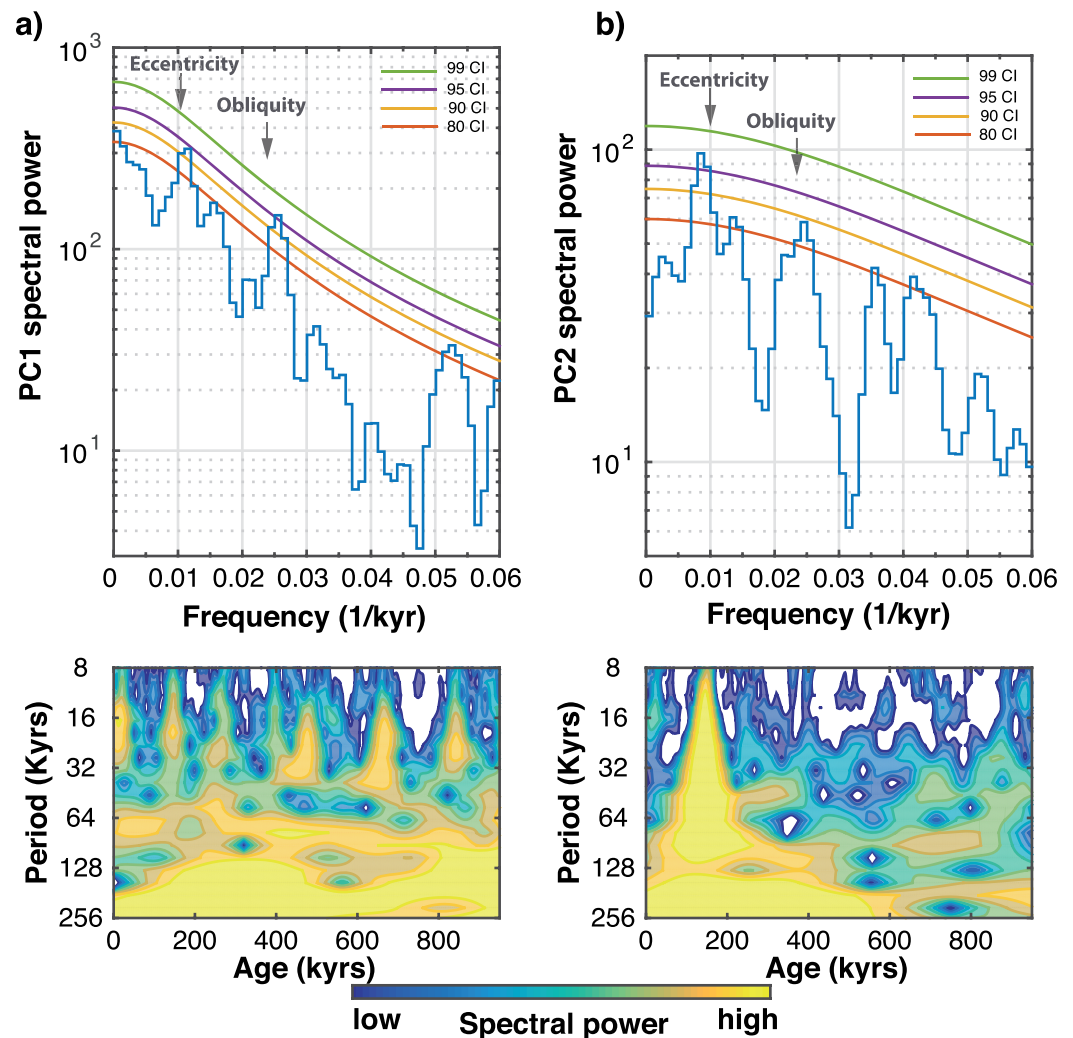 a)
10³
10²
10¹
PC1 spectral power
Eccentricity
Obliquity
99 CI
95 CI
90 CI
80 CI
0 0.01 0.02 0.03 0.04 0.05 0.06
Frequency (1/kyr)
b)
10²
10¹
PC2 spectral power
Eccentricity
Obliquity
99 CI
95 CI
90 CI
80 CI
0 0.01 0.02 0.03 0.04 0.05 0.06
Frequency (1/kyr)
8
16
32
64
128
256
Period (Kyrs)
0 200 400 600 800
Age (kyrs)
8
16
32
64
128
256
Period (Kyrs)
0 200 400 600 800
Age (kyrs)
low Spectral power high